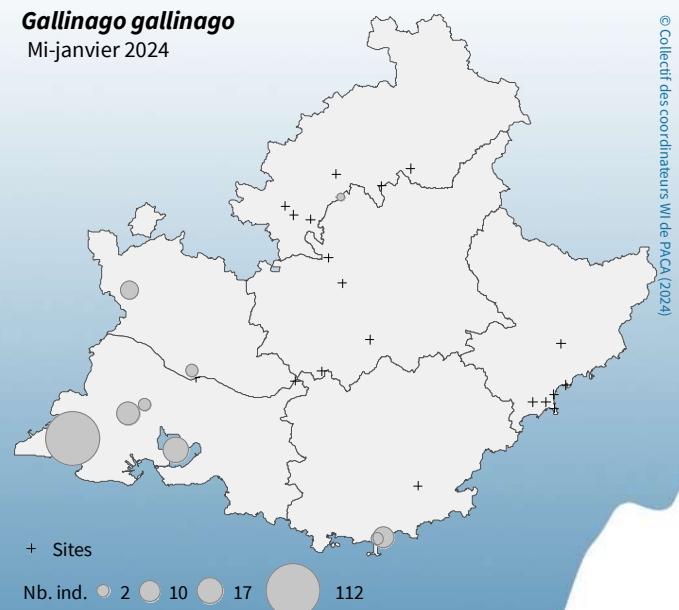 Gallinago gallinago
Mi-janvier 2024
© Collectif des coordinateurs WI de PACA (2024)
+ Sites
Nb. ind. 2 10 17 112